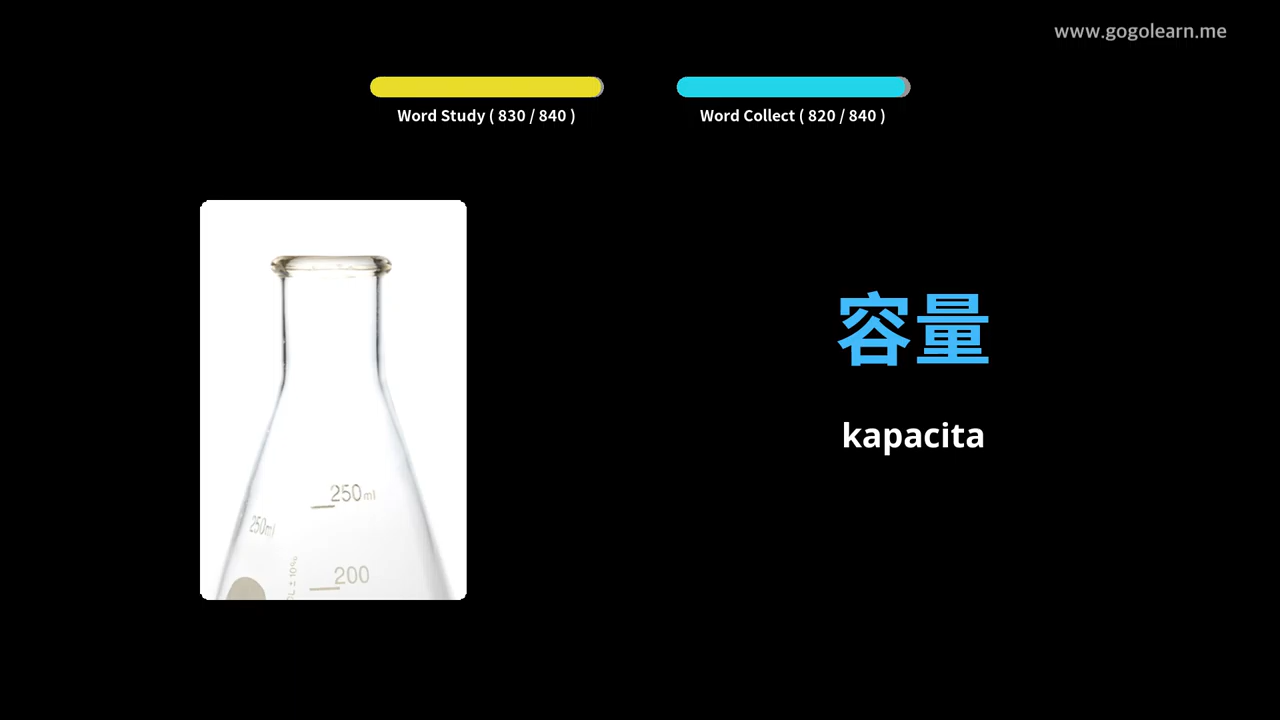 www.gogolearn.me
Word Study ( 830 / 840 )
Word Collect ( 820 / 840 )
容量
kapacita
250ml
250ml
200